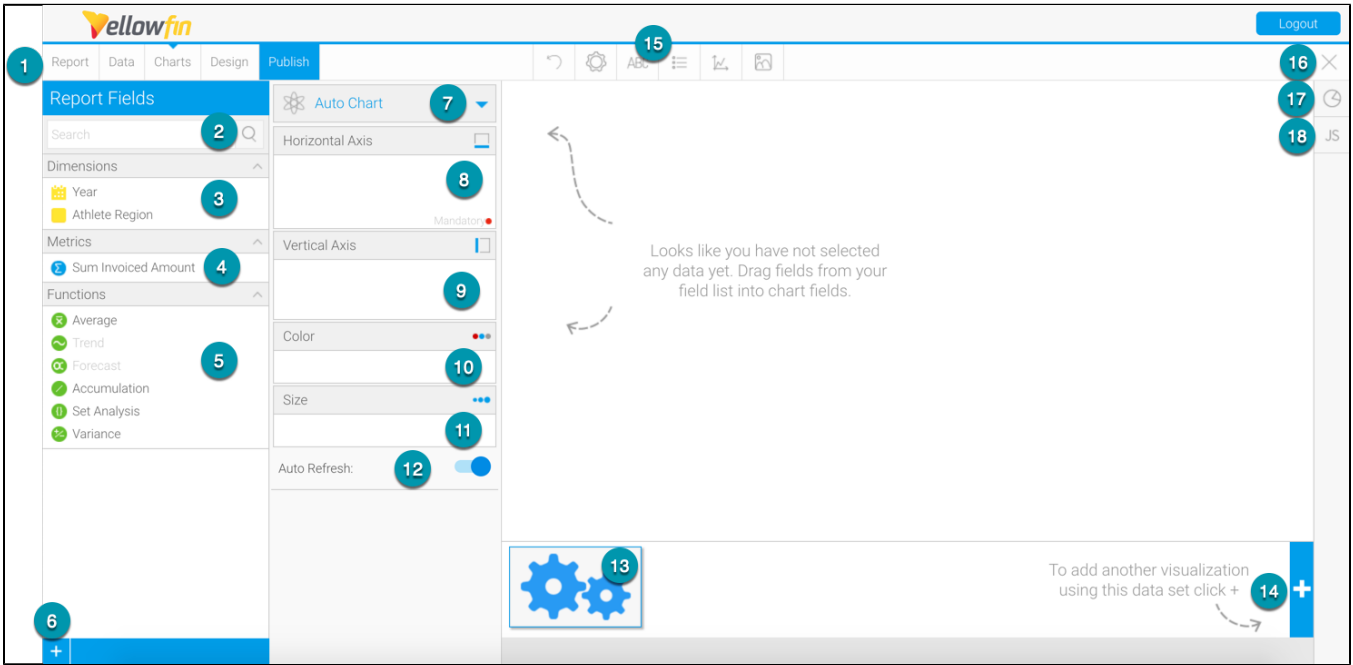 Yellowfin
Logout
1
Report
Data
Charts
Design
Publish
ABC
15
16
Report Fields
Auto Chart
7
17
Search
2
Horizontal Axis
18
JS
Dimensions
Year
Athlete Region
3
8
Mandatory
Metrics
Sum Invoiced Amount
4
Vertical Axis
9
Looks like you have not selected
any data yet. Drag fields from your
field list into chart fields.
Functions
Average
Trend
Forecast
Accumulation
Set Analysis
Variance
5
Color
10
Size
11
Auto Refresh:
12
13
To add another visualization
using this data set click +
14
+
6
+